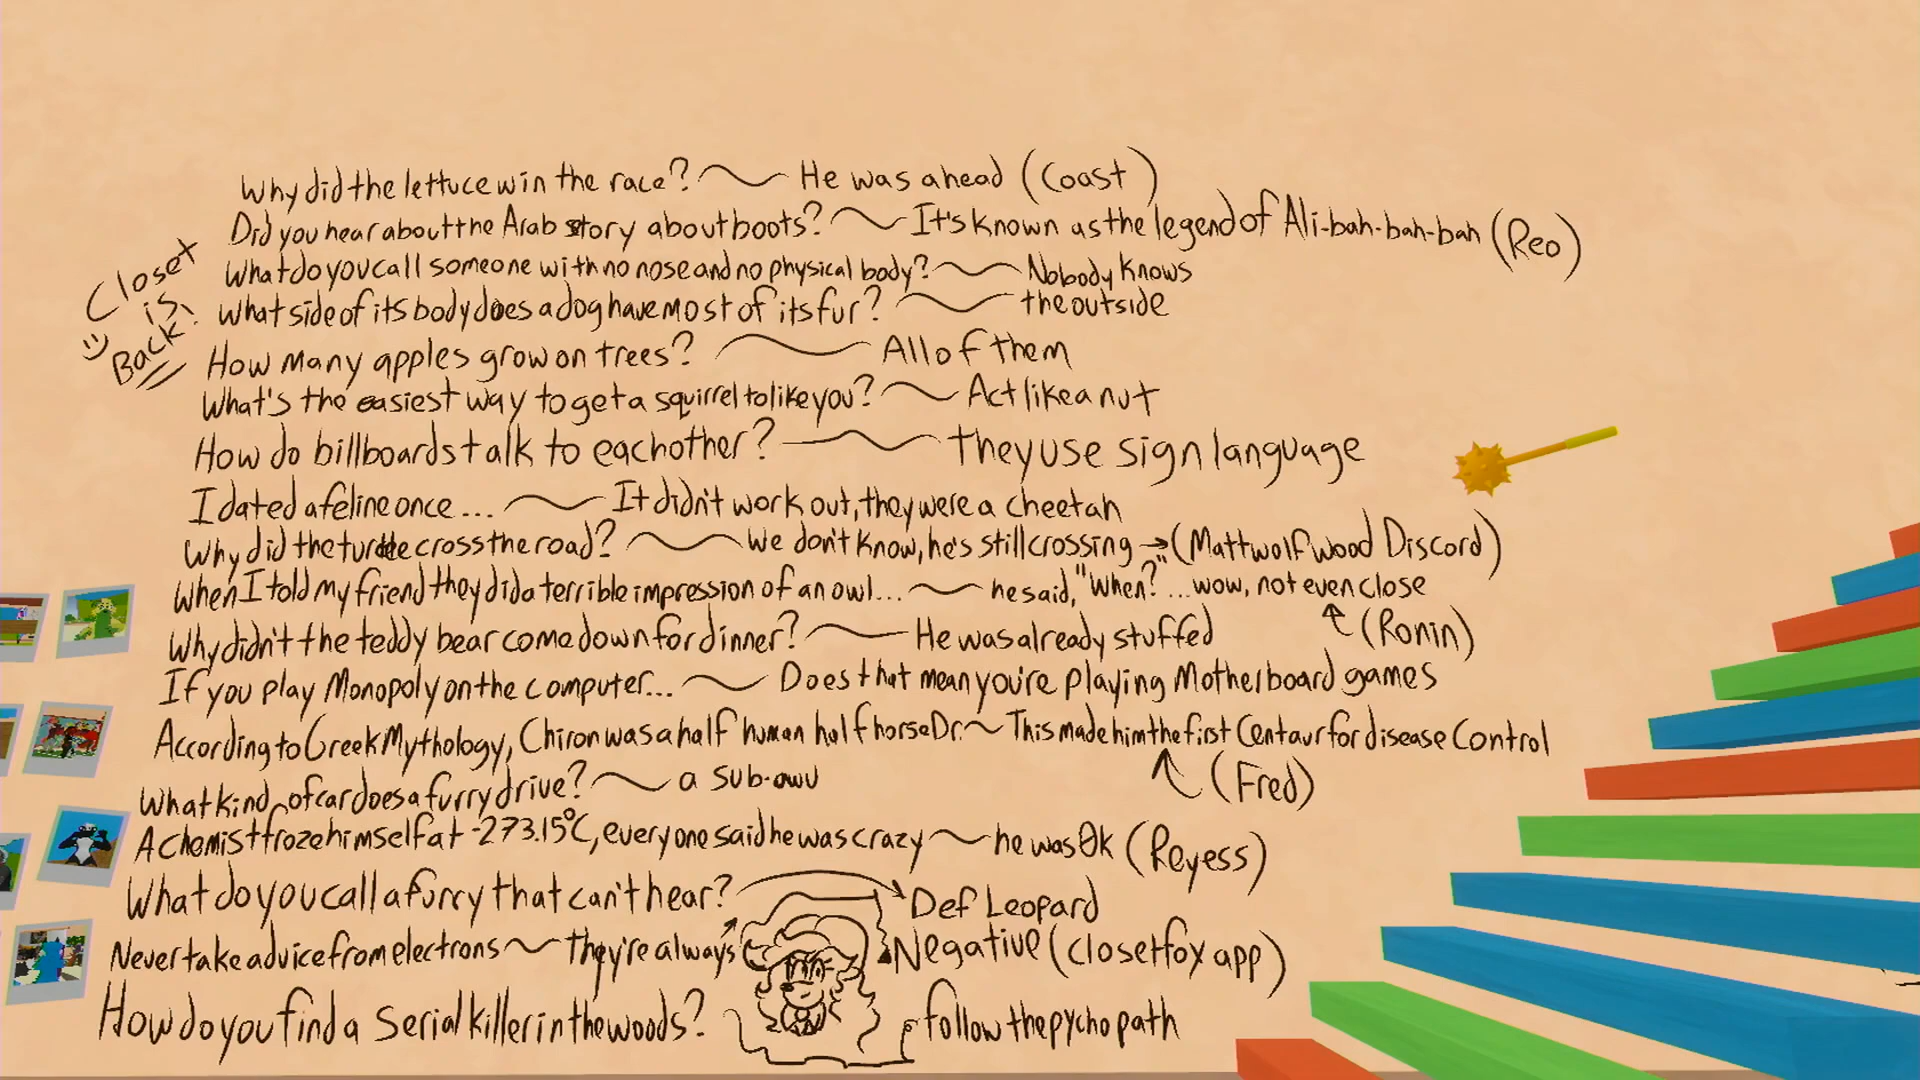 Why did the lettuce win the race? He was ahead (Coast)
Did you hear about the Arab story about boots? It's known as the legend of Ali-bah-bah-bah (Reo)
What do you call someone with no nose and no physical body? Nobody Knows
What side of its body does a dog have most of its fur? the outside
Closet
is
Back
How many apples grow on trees? All of them
What's the easiest way to get a squirrel to like you? Act like a nut
How do billboards talk to eachother? they use sign language
I dated a feline once... It didn't work out, they were a cheetah
Why did the turtle cross the road? We don't know, he's still crossing → (Mattwolfwood Discord)
When I told my friend they did a terrible impression of an owl... he said, "When?"... wow, not even close
(Ronin)
Why didn't the teddy bear come down for dinner? He was already stuffed
If you play Monopoly on the computer... Does that mean you're playing Motherboard games
According to Greek Mythology, Chiron was a half human half horse Dr. This made him the first Centaur for disease Control
(Fred)
What kind of car does a furry drive? a sub-awu
A chemist froze himself at -273.15°C, everyone said he was crazy he was 0k (Reyess)
What do you call a furry that can't hear? Def Leopard
Never take advice from electrons they're always Negative (closetfox app)
How do you find a serial killer in the woods? follow the pycho path